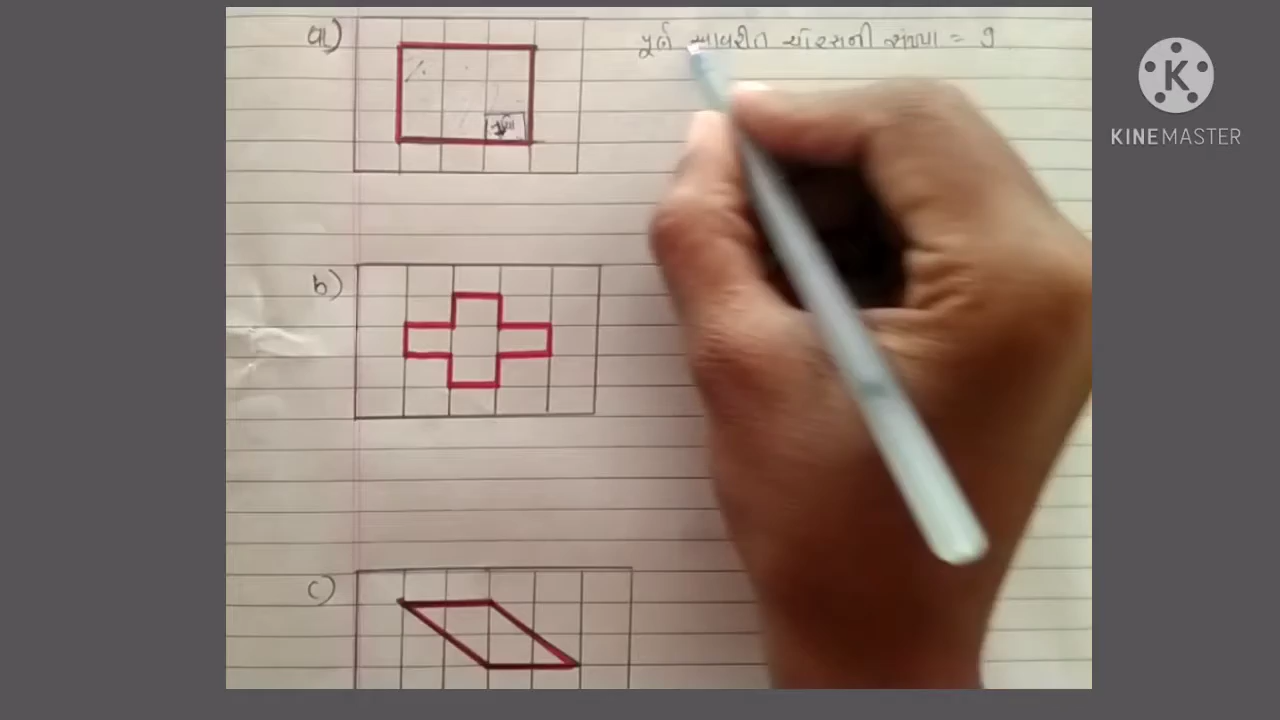 a)
પૂર્ણ આવરીત ચોરસની સંખ્યા = 9
b)
c)
KINEMASTER